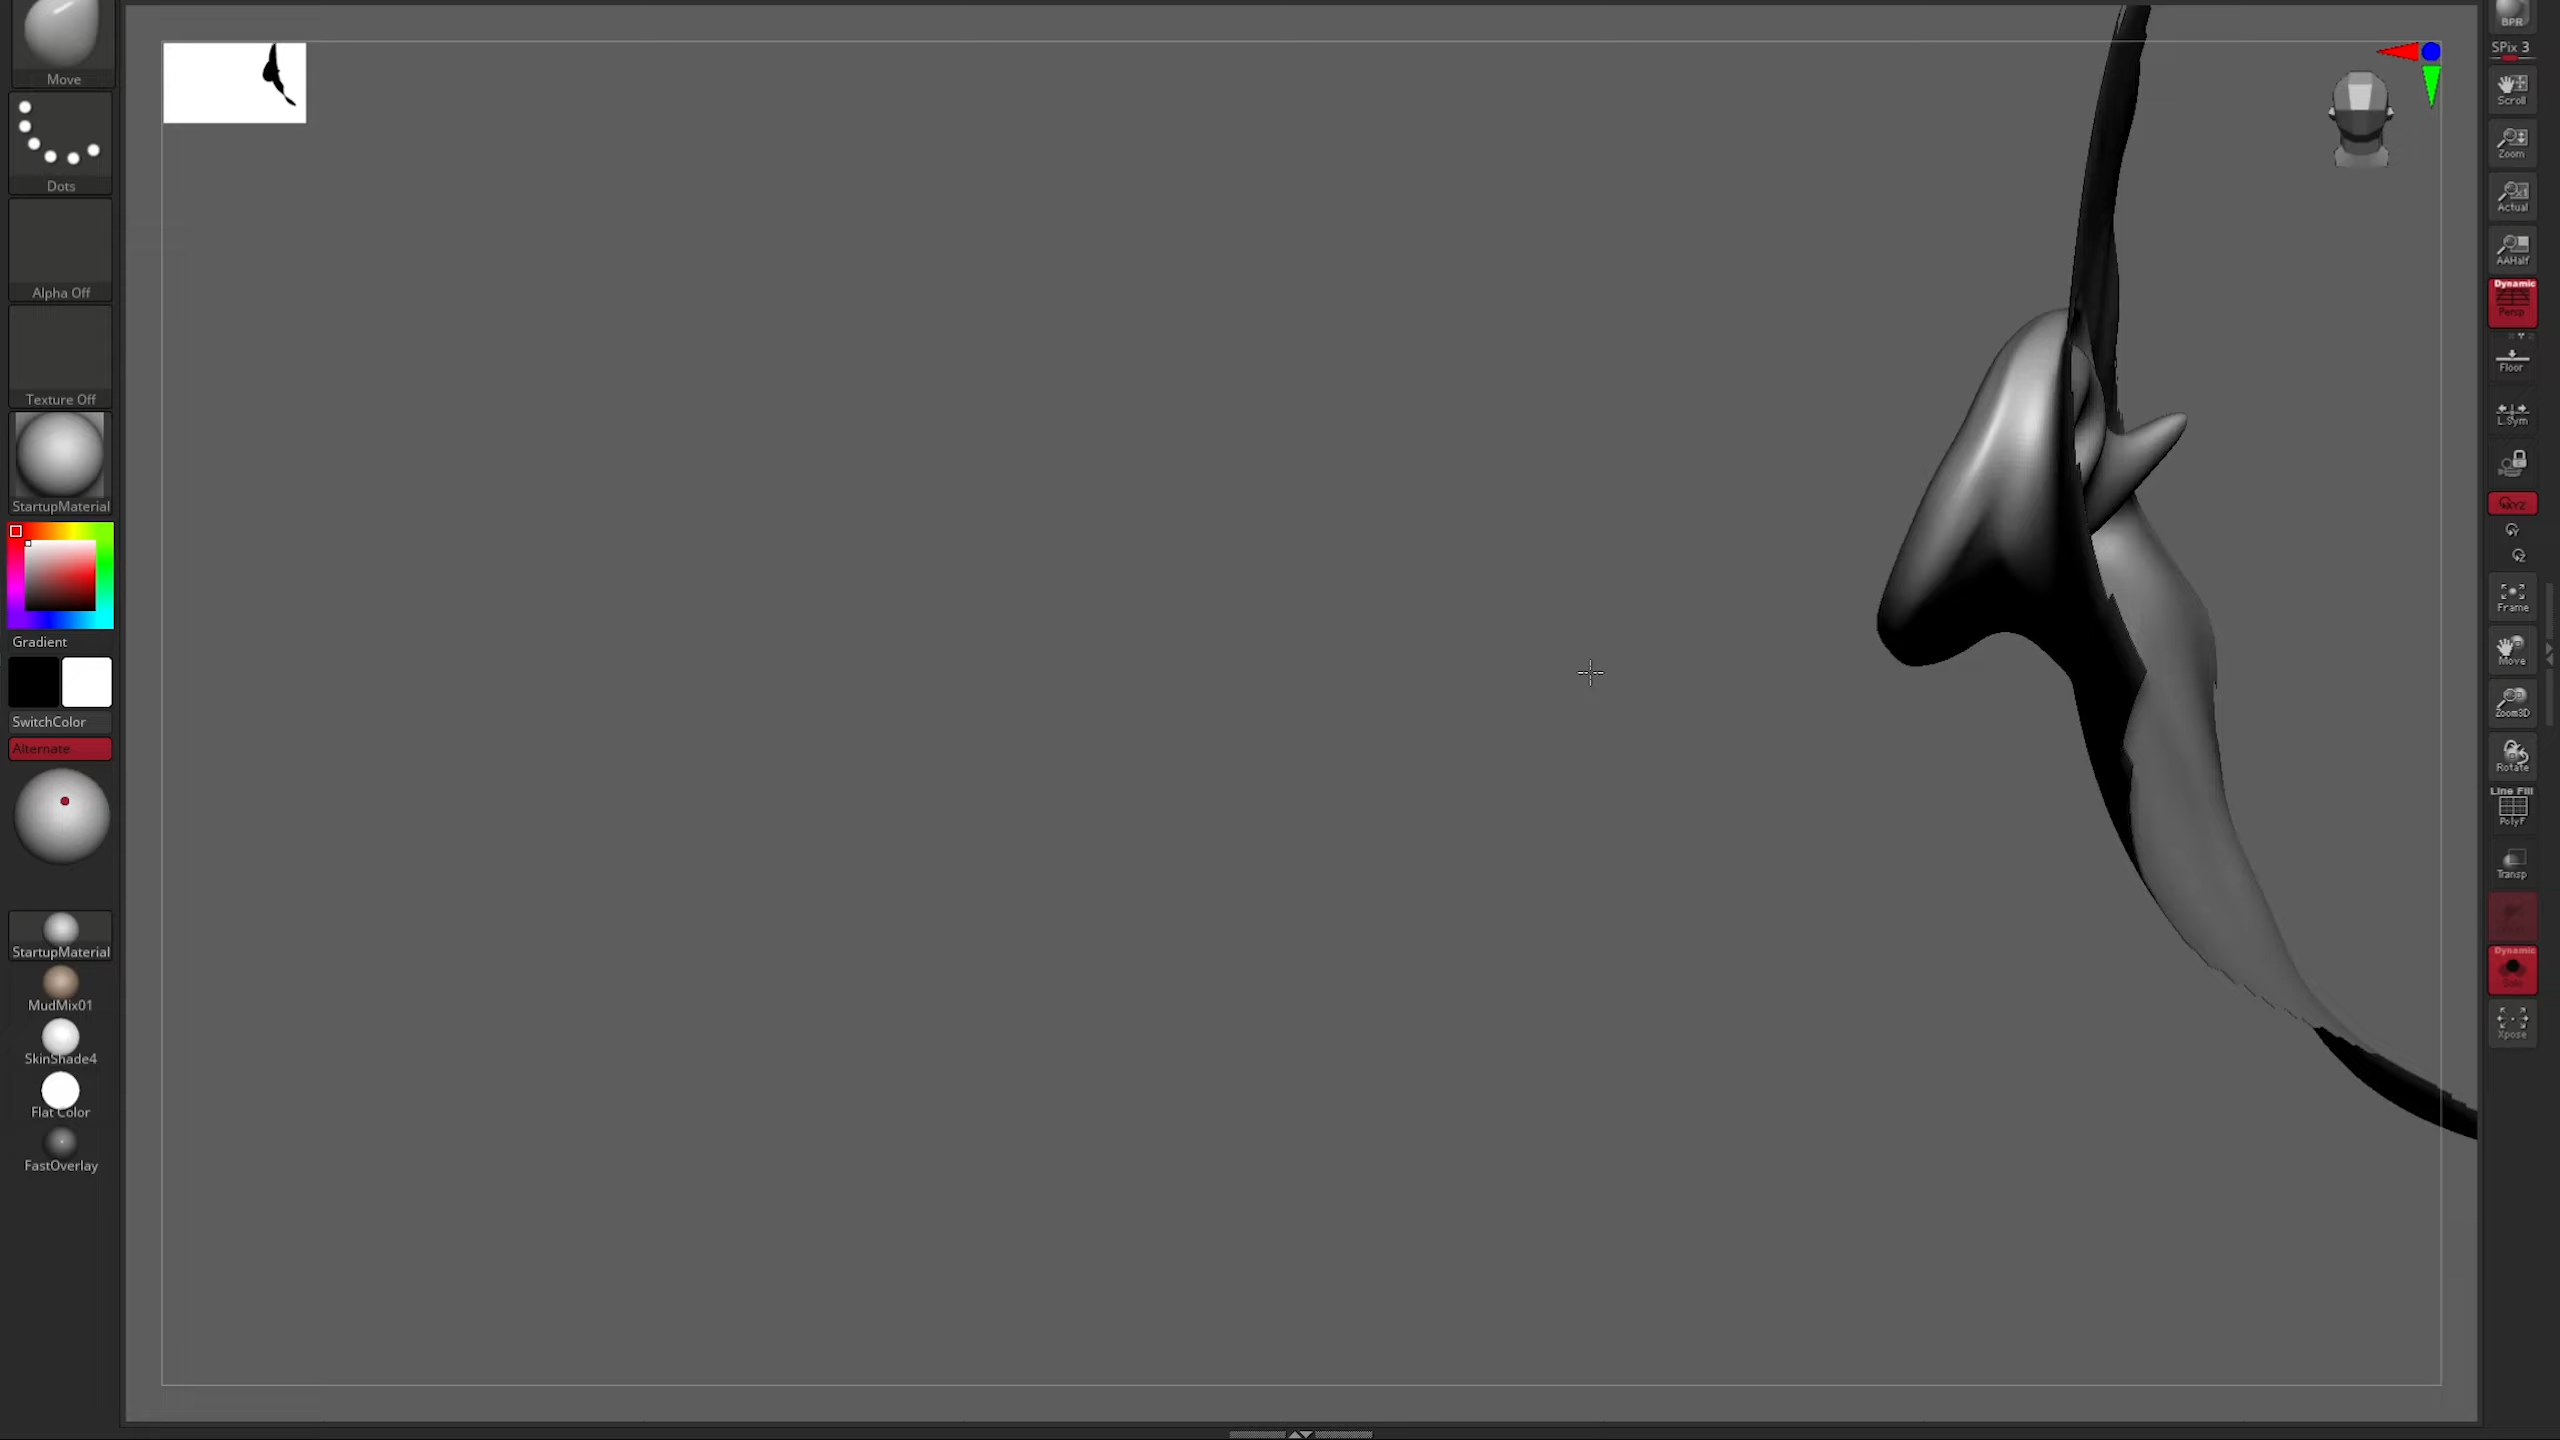 Move
Dots
Alpha Off
Texture Off
StartupMaterial
Gradient
SwitchColor
Alternate
StartupMaterial
MudMix01
SkinShade4
Flat Color
FastOverlay
BPR
SPix 3
Scroll
Zoom
Actual
AAHalf
Dynamic
Persp
Floor
L.Sym
XYZ
Frame
Move
Zoom3D
Rotate
Line Fill
PolyF
Transp
Dynamic
Solo
Xpose